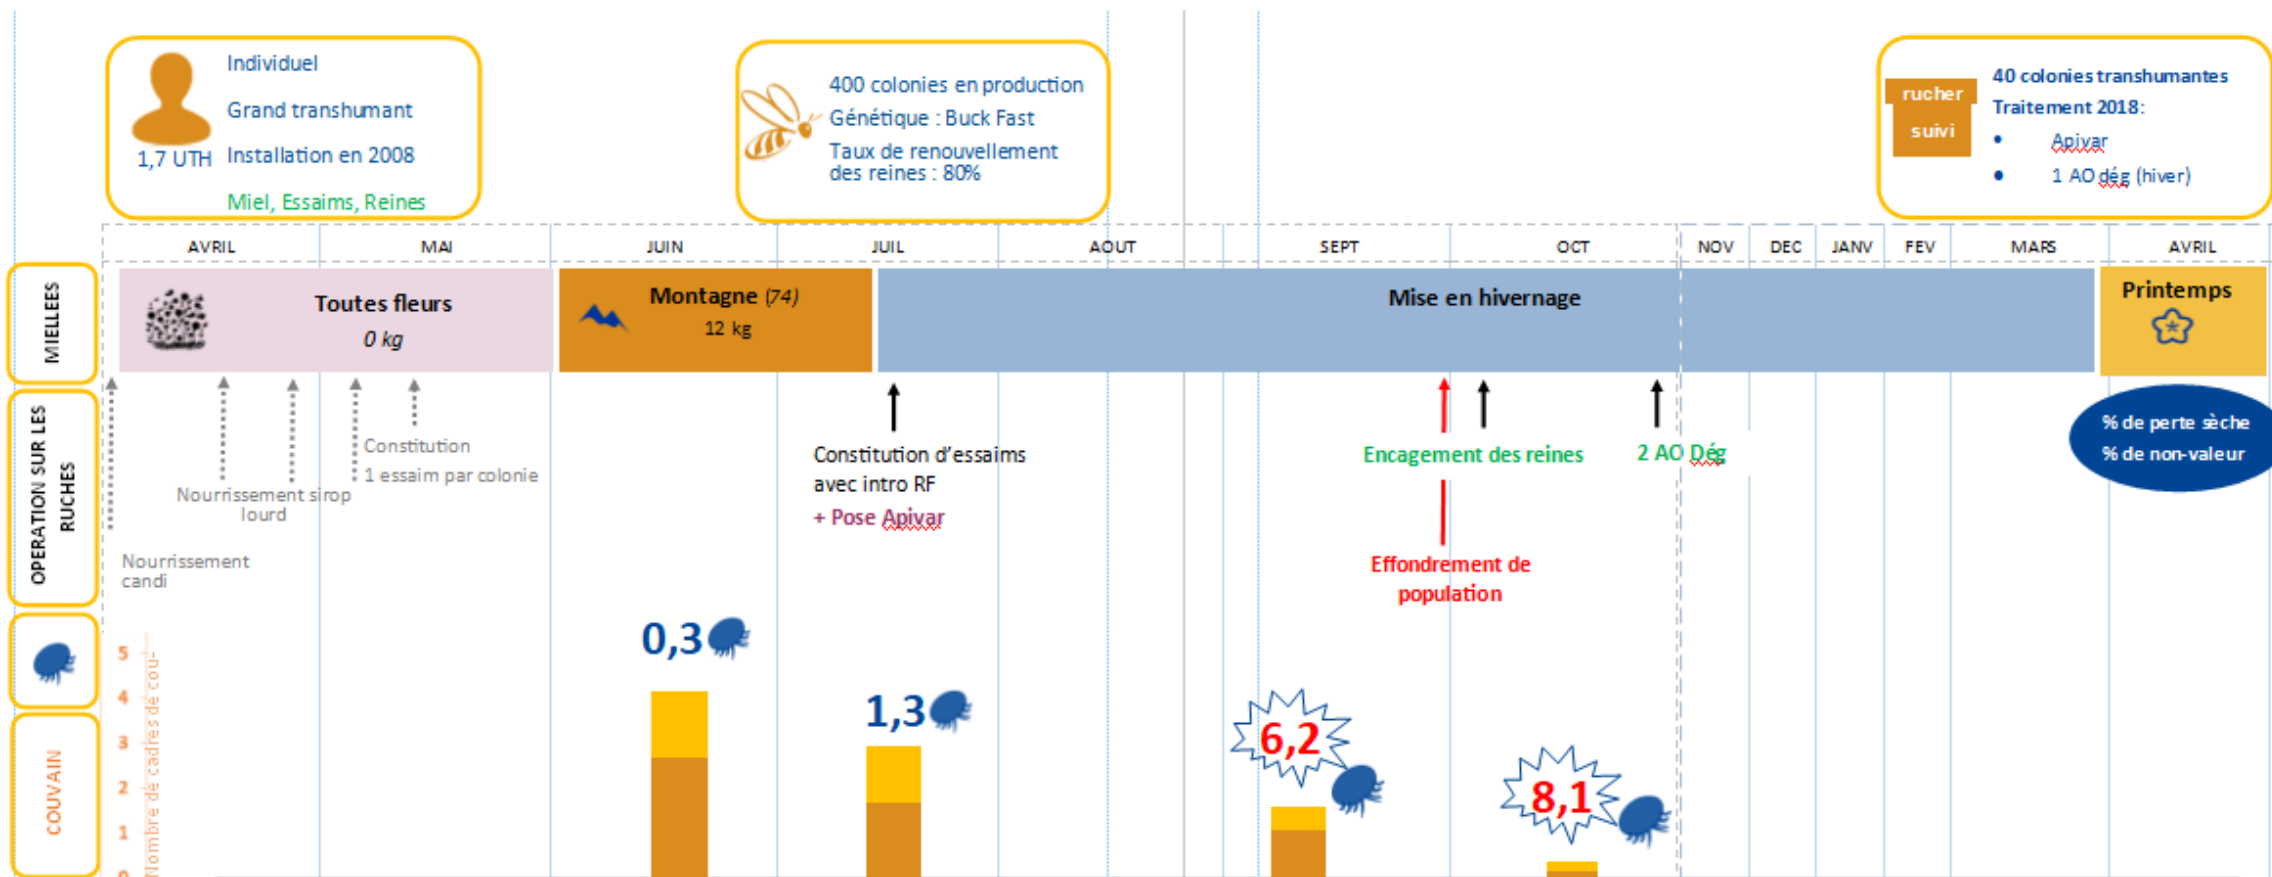 Individuel
Grand transhumant
1,7 UTH
Installation en 2008
Miel, Essaims, Reines
400 colonies en production
Génétique : Buck Fast
Taux de renouvellement
des reines : 80%
rucher
suivi
40 colonies transhumantes
Traitement 2018:
• Apivar
• 1 AO dég (hiver)
AVRIL MAI JUIN JUIL AOUT SEPT OCT NOV DEC JANV FEV MARS AVRIL
MIELLEES
Toutes fleurs
0 kg
Montagne (74)
12 kg
Mise en hivernage
Printemps
OPERATION SUR LES
RUCHES
Nourrissement
candi
Nourrissement sirop
lourd
Constitution
1 essaim par colonie
Constitution d'essaims
avec intro RF
+ Pose Apivar
Encagement des reines
2 AO Dég
Effondrement de
population
% de perte sèche
% de non-valeur
COUVAIN
Nombre de cadres de cou-
5
4
3
2
1
0
0,3
1,3
6,2
8,1